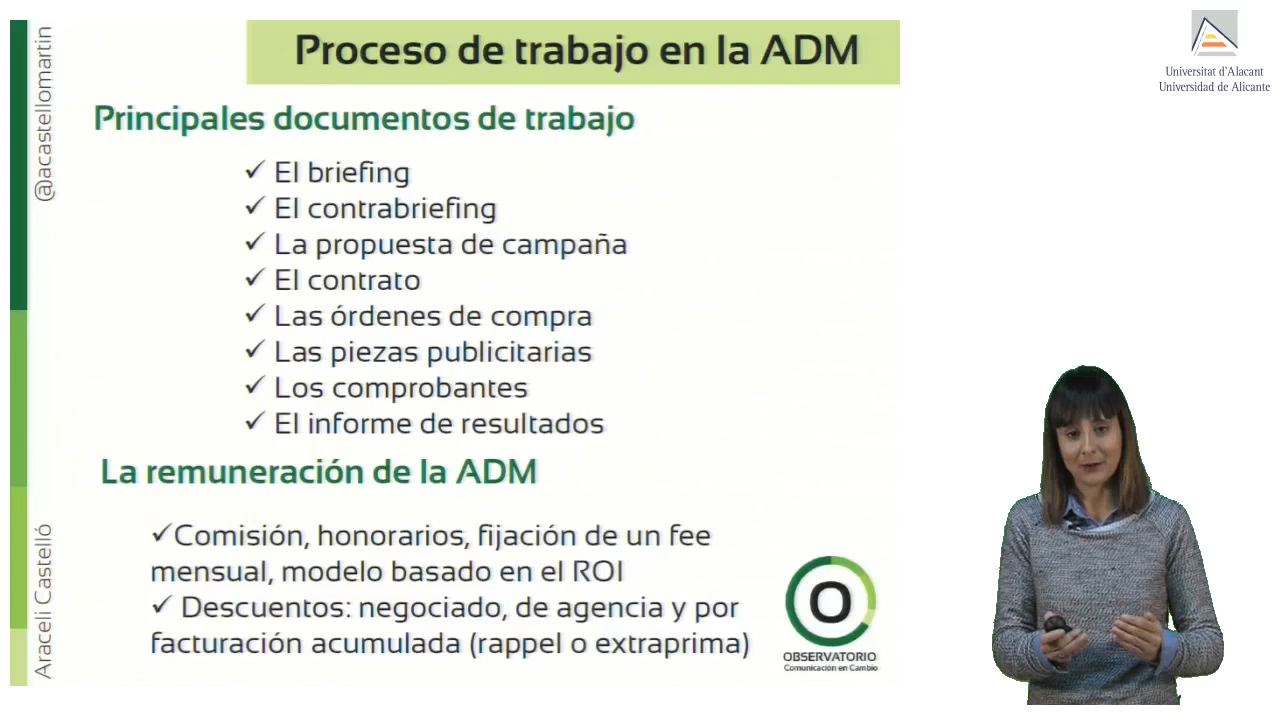 Proceso de trabajo en la ADM
Universitat d'Alacant
Universidad de Alicante
@acastellomartin
Principales documentos de trabajo
✓ El briefing
✓ El contrabriefing
✓ La propuesta de campaña
✓ El contrato
✓ Las órdenes de compra
✓ Las piezas publicitarias
✓ Los comprobantes
✓ El informe de resultados
La remuneración de la ADM
✓Comisión, honorarios, fijación de un fee
mensual, modelo basado en el ROI
✓ Descuentos: negociado, de agencia y por
facturación acumulada (rappel o extraprima)
Araceli Castelló
O
OBSERVATORIO
Comunicación en Cambio